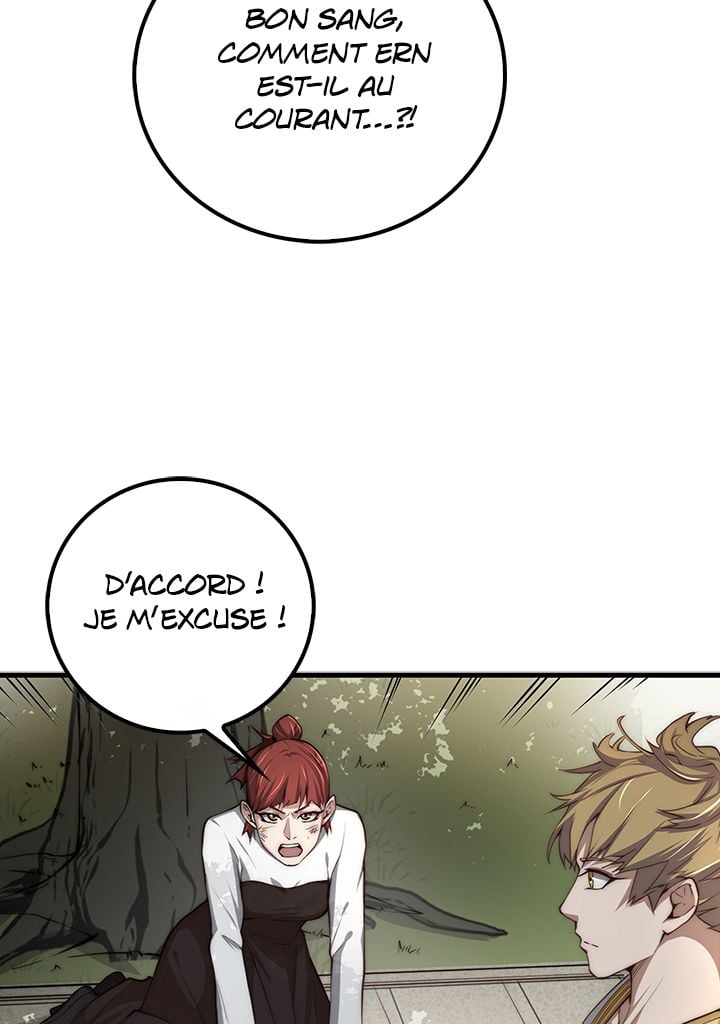 BON SANG,
COMMENT ERN
EST-IL AU
COURANT...?!
D'ACCORD !
JE M'EXCUSE !